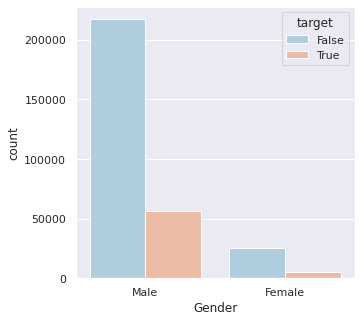 target
False
True
200000
150000
100000
50000
0
count
Male Female
Gender